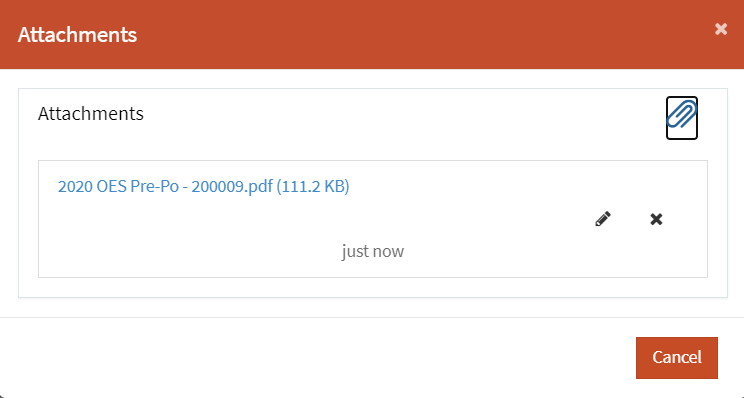 Attachments
Attachments
2020 OES Pre-Po - 200009.pdf (111.2 KB)
just now
Cancel